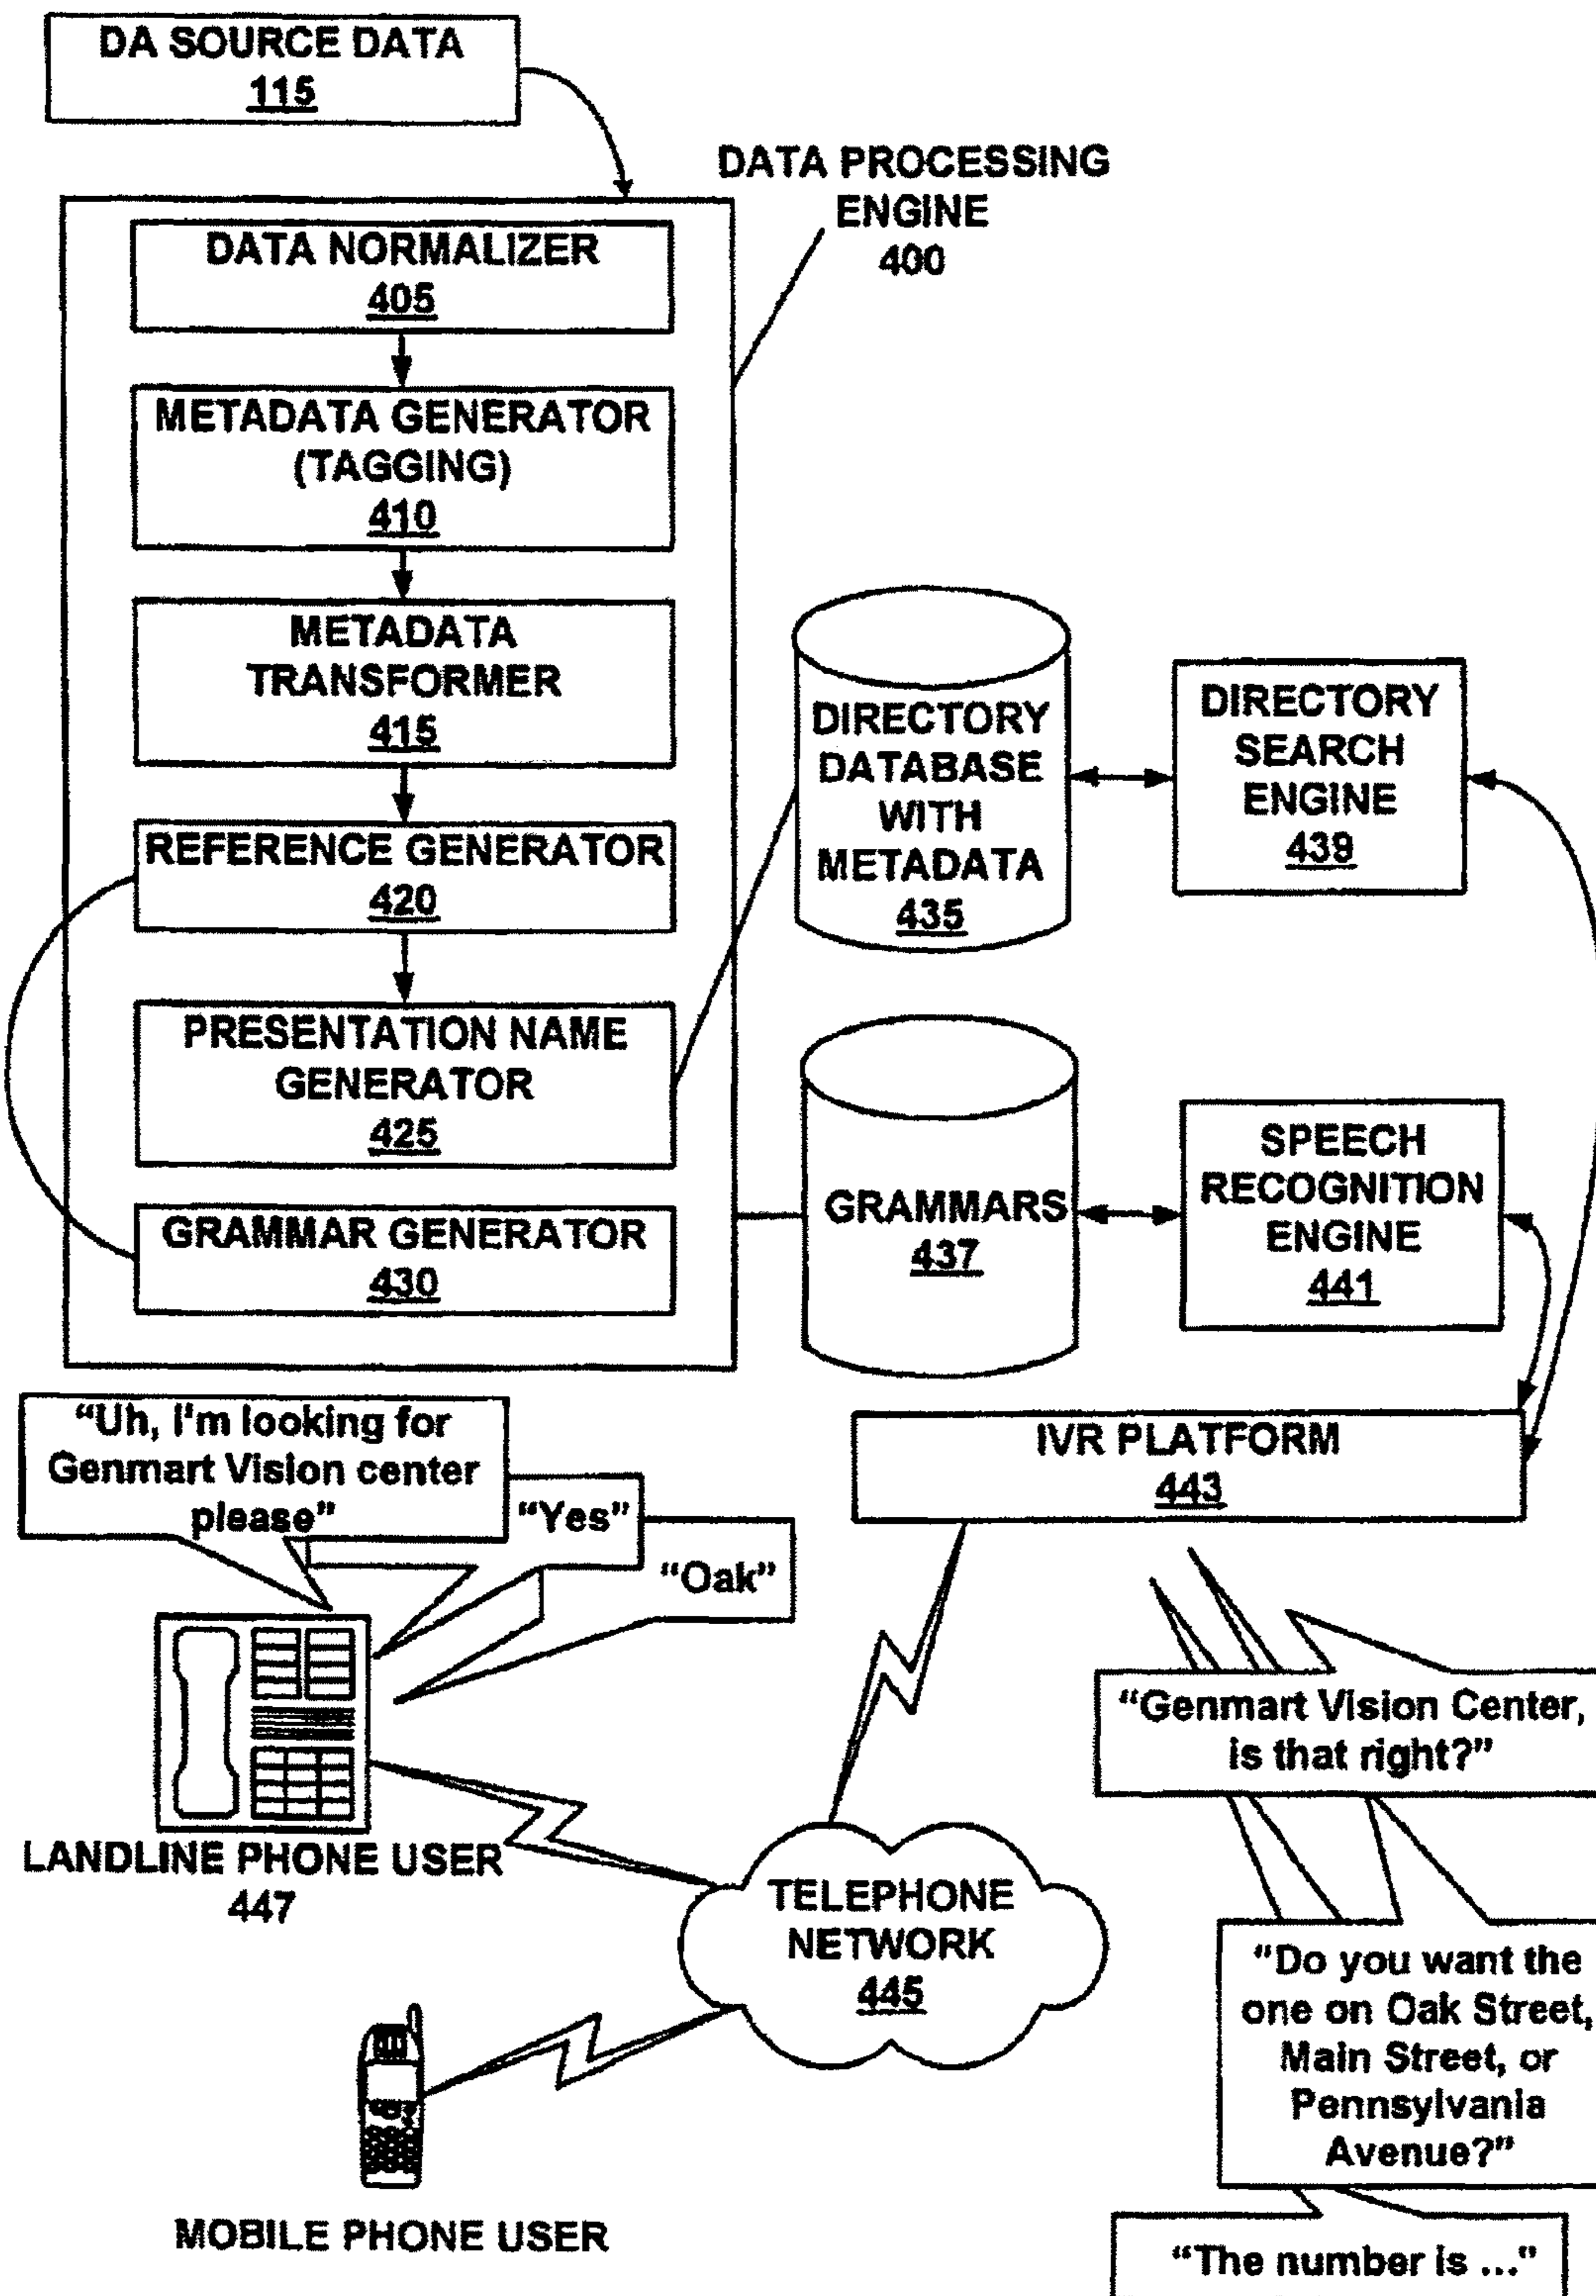 DA SOURCE DATA
115
DATA PROCESSING
ENGINE
400
DATA NORMALIZER
405
METADATA GENERATOR
(TAGGING)
410
METADATA
TRANSFORMER
415
REFERENCE GENERATOR
420
PRESENTATION NAME
GENERATOR
425
GRAMMAR GENERATOR
430
DIRECTORY
DATABASE
WITH
METADATA
435
DIRECTORY
SEARCH
ENGINE
439
GRAMMARS
437
SPEECH
RECOGNITION
ENGINE
441
IVR PLATFORM
443
“Uh, I'm looking for
Genmart Vision center
please”
“Yes”
“Oak”
LANDLINE PHONE USER
447
TELEPHONE
NETWORK
445
MOBILE PHONE USER
“Genmart Vision Center,
is that right?”
“Do you want the
one on Oak Street,
Main Street, or
Pennsylvania
Avenue?”
“The number is ...”